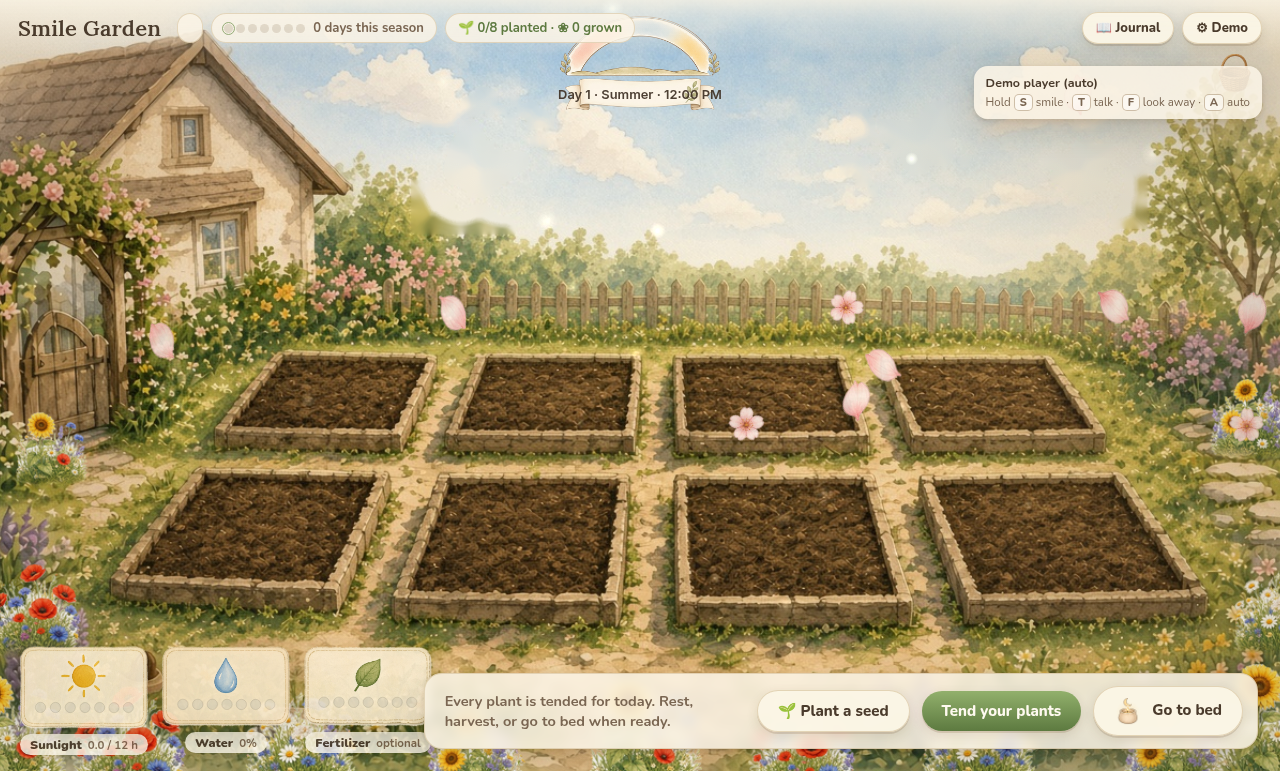 Smile Garden
0 days this season
0/8 planted · 0 grown
Journal
Demo
Day 1 · Summer · 12:00 PM
Demo player (auto)
Hold S smile · T talk · F look away · A auto
Every plant is tended for today. Rest,
harvest, or go to bed when ready.
Plant a seed
Tend your plants
Go to bed
Sunlight 0.0 / 12 h
Water 0%
Fertilizer optional